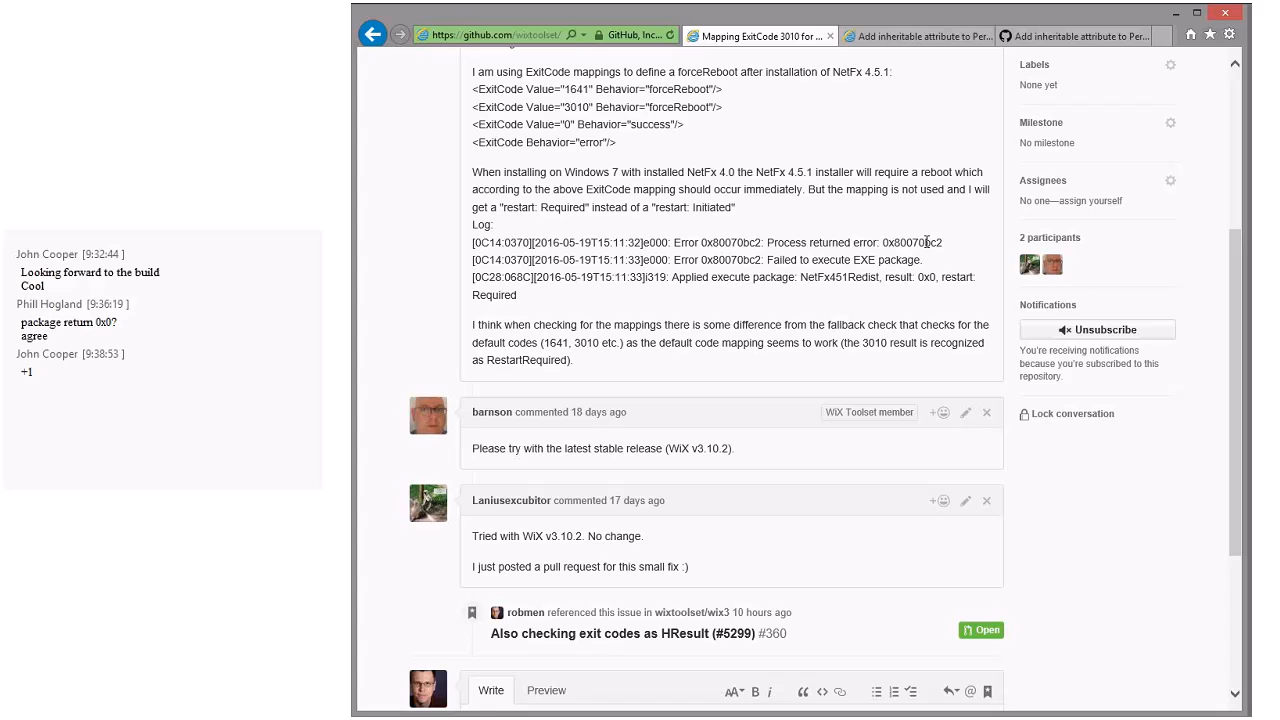 https://github.com/wixtoolset/
GitHub, Inc...
Mapping ExitCode 3010 for ...
Add inheritable attribute to Per...
Add inheritable attribute to Per...
John Cooper [9:32:44 ]
Looking forward to the build
Cool
Phill Hogland [9:36:19 ]
package return 0x0?
agree
John Cooper [9:38:53 ]
+1
I am using ExitCode mappings to define a forceReboot after installation of NetFx 4.5.1:
<ExitCode Value="1641" Behavior="forceReboot"/>
<ExitCode Value="3010" Behavior="forceReboot"/>
<ExitCode Value="0" Behavior="success"/>
<ExitCode Behavior="error"/>
When installing on Windows 7 with installed NetFx 4.0 the NetFx 4.5.1 installer will require a reboot which
according to the above ExitCode mapping should occur immediately. But the mapping is not used and I will
get a "restart: Required" instead of a "restart: Initiated"
Log:
[0C14:0370][2016-05-19T15:11:32]e000: Error 0x80070bc2: Process returned error: 0x80070bc2
[0C14:0370][2016-05-19T15:11:33]e000: Error 0x80070bc2: Failed to execute EXE package.
[0C28:068C][2016-05-19T15:11:33]i319: Applied execute package: NetFx451Redist, result: 0x0, restart:
Required
I think when checking for the mappings there is some difference from the fallback check that checks for the
default codes (1641, 3010 etc.) as the default code mapping seems to work (the 3010 result is recognized
as RestartRequired).
barnson commented 18 days ago
WiX Toolset member
Please try with the latest stable release (WiX v3.10.2).
Laniusexcubitor commented 17 days ago
Tried with WiX v3.10.2. No change.
I just posted a pull request for this small fix :)
robmen referenced this issue in wixtoolset/wix3 10 hours ago
Also checking exit codes as HResult (#5299) #360
Open
Write
Preview
AA
B
i
@
Labels
None yet
Milestone
No milestone
Assignees
No one—assign yourself
2 participants
Notifications
Unsubscribe
You're receiving notifications
because you're subscribed to this
repository.
Lock conversation